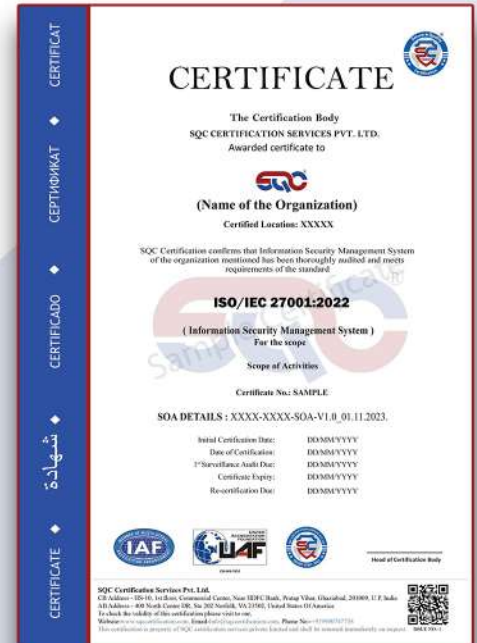 CERTIFICAT
СЕРТИФИКАТ
CERTIFICADO
شهادة
CERTIFICATE
CERTIFICATE
The Certification Body
SQC CERTIFICATION SERVICES PVT. LTD.
Awarded certificate to
SQC
(Name of the Organization)
Certified Location: XXXXX
SQC Certification confirms that Information Security Management System
of the organization mentioned has been thoroughly audited and meets
requirements of the standard
Sample Certificate
ISO/IEC 27001:2022
( Information Security Management System )
For the scope
Scope of Activities
Certificate No.: SAMPLE
SOA DETAILS : XXXX-XXXX-SOA-V1.0_01.11.2023.
Initial Certification Date: DD/MM/YYYY
Date of Certification: DD/MM/YYYY
1st Surveillance Audit Due: DD/MM/YYYY
Certificate Expiry: DD/MM/YYYY
Re-certification Due: DD/MM/YYYY
IAF
UAF
UNITED ACCREDITATION FOUNDATION
Head of Certification Body
SQC Certification Services Pvt. Ltd.